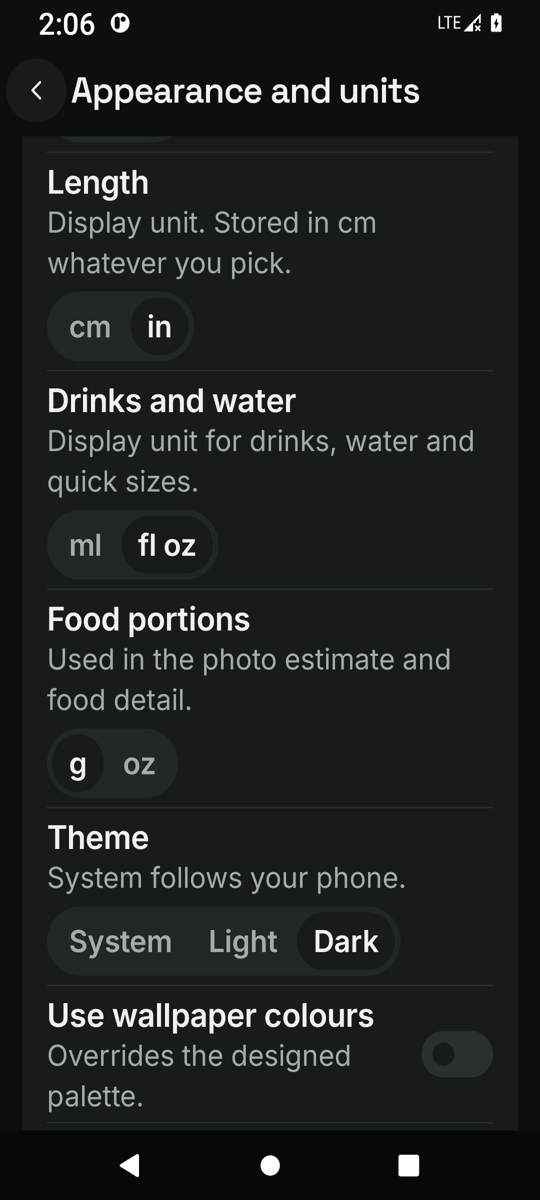 2:06
LTE
Appearance and units
Length
Display unit. Stored in cm
whatever you pick.
cm in
Drinks and water
Display unit for drinks, water and
quick sizes.
ml fl oz
Food portions
Used in the photo estimate and
food detail.
g oz
Theme
System follows your phone.
System Light Dark
Use wallpaper colours
Overrides the designed
palette.